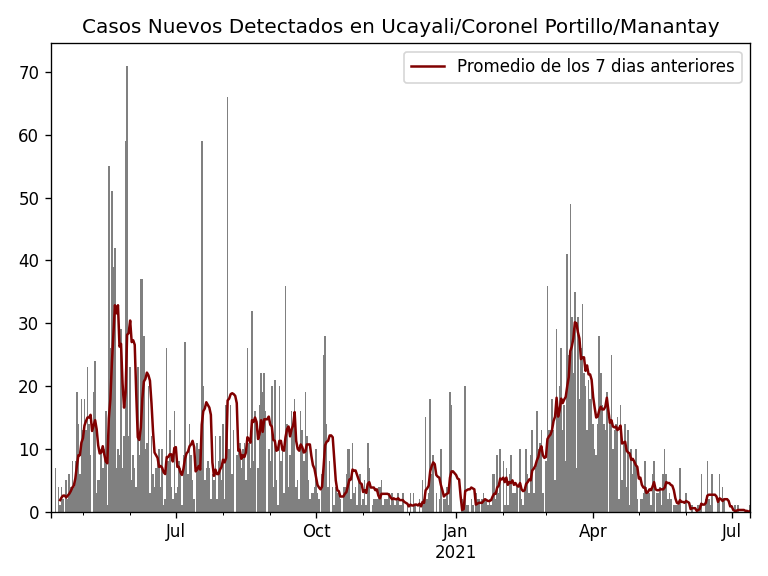 Casos Nuevos Detectados en Ucayali/Coronel Portillo/Manantay
Promedio de los 7 dias anteriores
70
60
50
40
30
20
10
0
Jul
Oct
Jan
2021
Apr
Jul